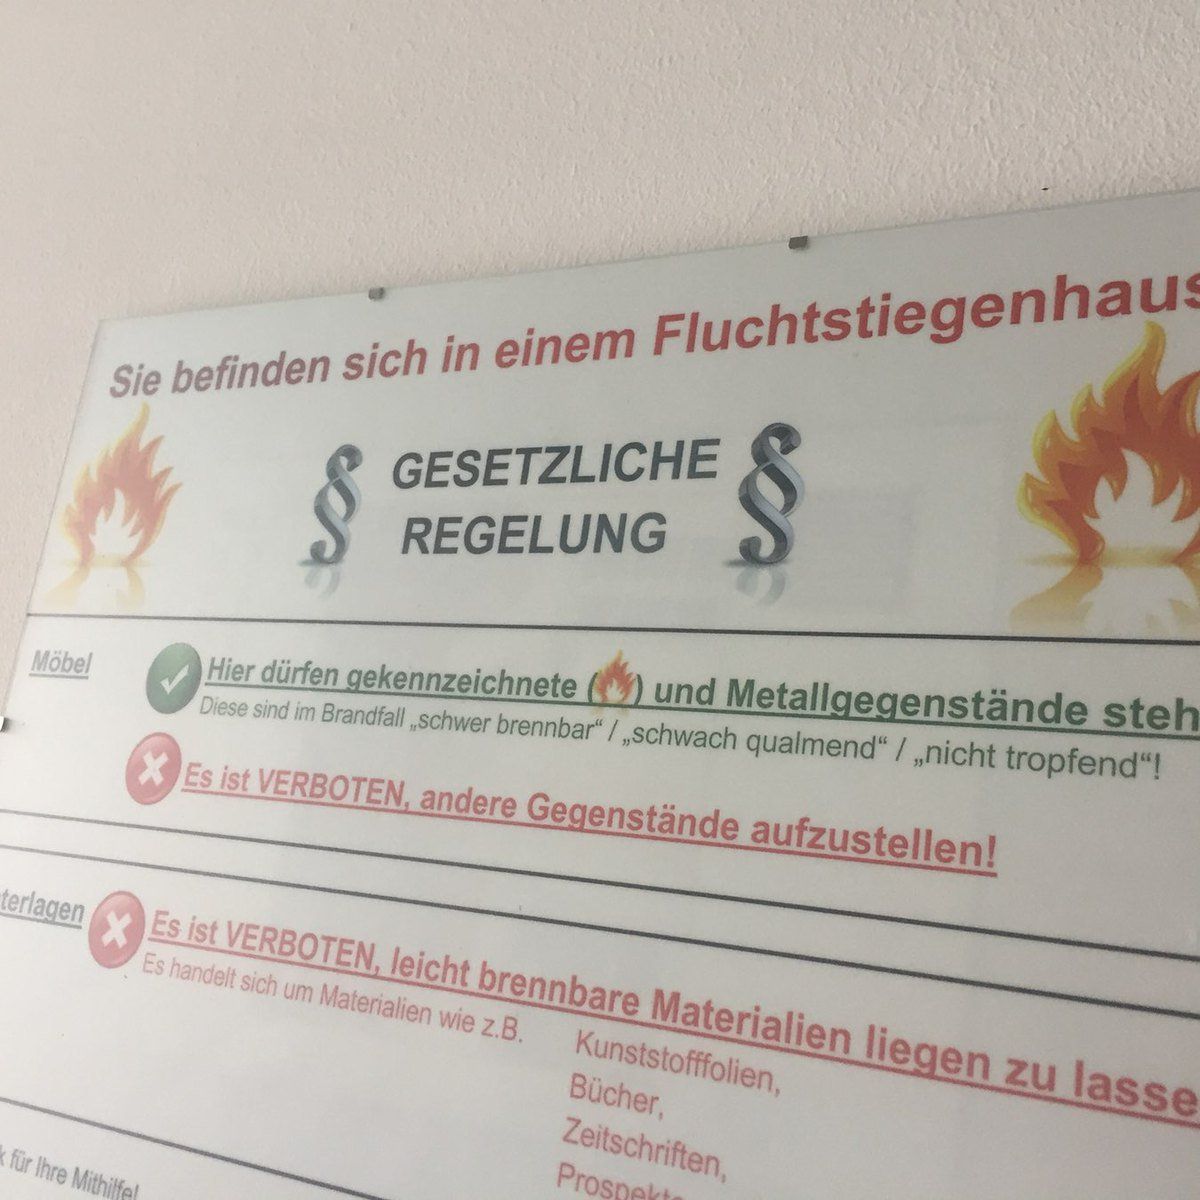 Sie befinden sich in einem Fluchtstiegenhaus
§ GESETZLICHE §
REGELUNG
Möbel
Hier dürfen gekennzeichnete ( ) und Metallgegenstände steh
Diese sind im Brandfall „schwer brennbar“ / „schwach qualmend“ / „nicht tropfend“!
Es ist VERBOTEN, andere Gegenstände aufzustellen!
terlagen
Es ist VERBOTEN, leicht brennbare Materialien liegen zu lasse
Es handelt sich um Materialien wie z.B.
Kunststofffolien,
Bücher,
Zeitschriften,
Prospekt
k für Ihre Mithilfe!